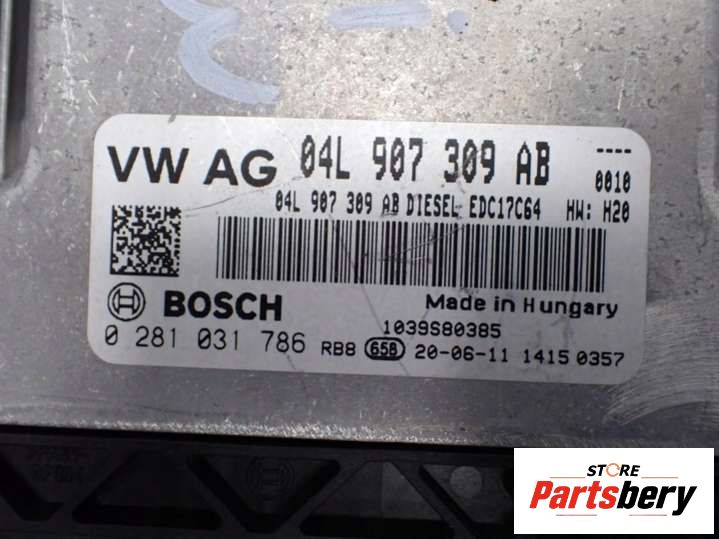 VW AG 04L 907 309 AB ----
0010
04L 907 309 AB DIESEL EDC17C64 HW: H20
BOSCH Made in Hungary
1039S80385
0 281 031 786 RB8 658 20-06-11 1415 0357
STORE
Partsbery